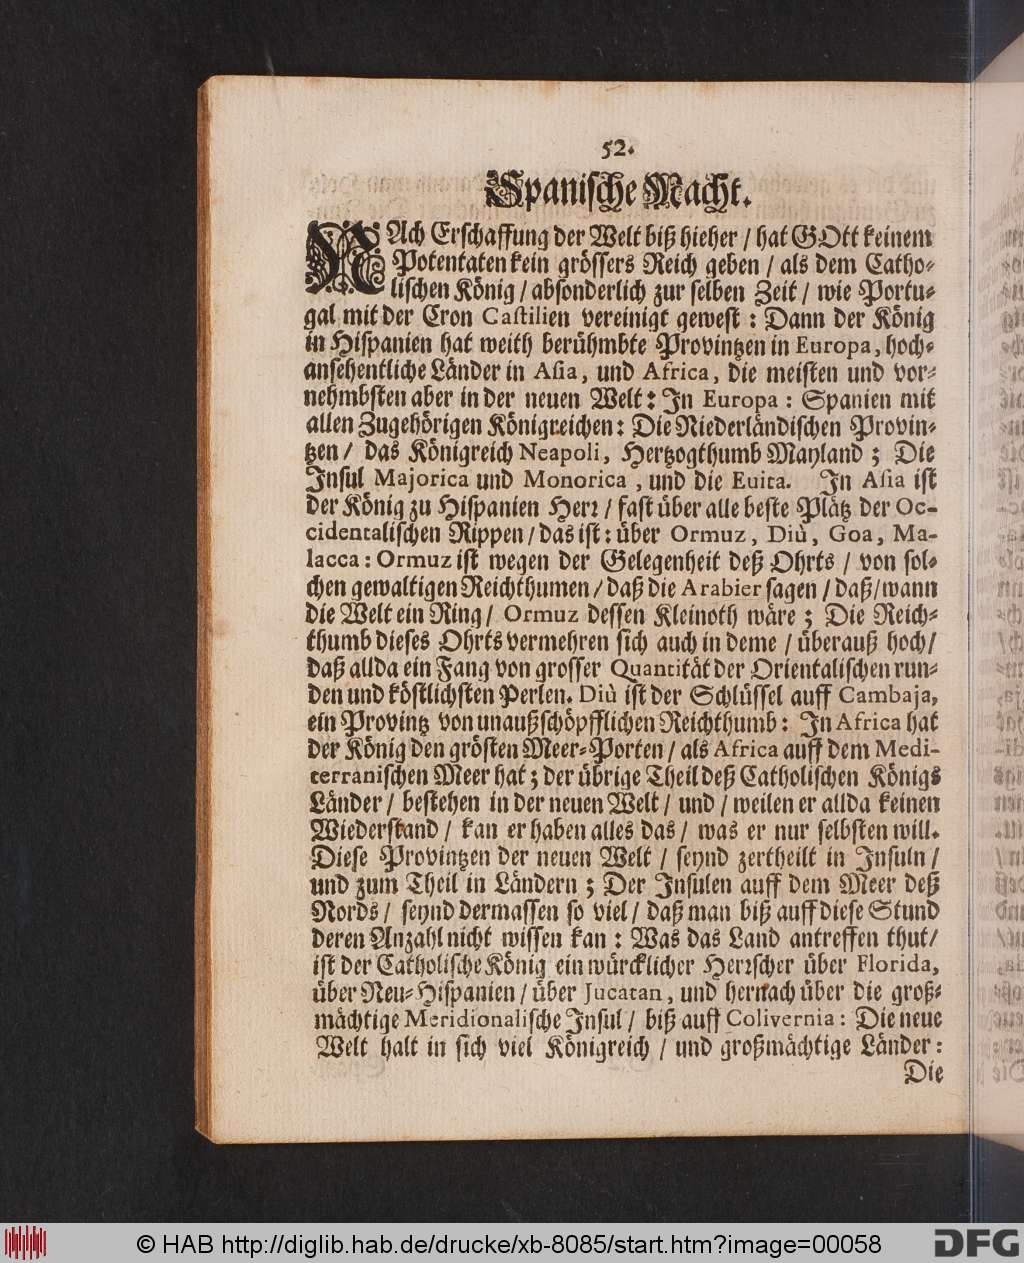 52.
Spanische Macht.
NAch Erschaffung der Welt biß hieher / hat GOtt keinem
Potentaten kein grössers Reich geben / als dem Catho-
lischen König / absonderlich zur selben Zeit / wie Portu-
gal mit der Cron Castilien vereinigt gewest : Dann der König
in Hispanien hat weith berühmbte Provintzen in Europa, hoch-
ansehentliche Länder in Asia, und Africa, die meisten und vor-
nehmbsten aber in der neuen Welt : In Europa : Spanien mit
allen Zugehörigen Königreichen : Die Niederländischen Provin-
tzen / das Königreich Neapoli, Hertzogthumb Mayland ; Die
Insul Majorica und Monorica , und die Evita. In Asia ist
der König zu Hispanien Herr / fast über alle beste Plätz der Oc-
cidentalischen Rippen / das ist : über Ormuz, Diù, Goa, Ma-
lacca : Ormuz ist wegen der Gelegenheit deß Ohrts / von sol-
chen gewaltigen Reichthumen / daß die Arabier sagen / daß / wann
die Welt ein Ring / Ormuz dessen Kleinoth wäre ; Die Reich-
thumb dieses Ohrts vermehren sich auch in deme / überauß hoch /
daß allda ein Fang von grosser Quantität der Orientalischen run-
den und köstlichsten Perlen. Diù ist der Schlüssel auff Cambaja,
ein Provintz von unaußschöpfflichen Reichthumb : In Africa hat
der König den grösten Meer-Porten / als Africa auff dem Medi-
terranischen Meer hat ; der übrige Theil deß Catholischen Königs
Länder / bestehen in der neuen Welt / und / weilen er allda keinen
Wiederstand / kan er haben alles das / was er nur selbsten will.
Diese Provintzen der neuen Welt / seynd zertheilt in Insuln /
und zum Theil in Ländern ; Der Insulen auff dem Meer deß
Nords / seynd dermassen so viel / daß man biß auff diese Stund
deren Anzahl nicht wissen kan : Was das Land antreffen thut /
ist der Catholische König ein würcklicher Herrscher über Florida,
über Neu-Hispanien / über Jucatan, und hernach über die groß-
mächtige Meridionalische Insul / biß auff Colivernia : Die neue
Welt halt in sich viel Königreich / und großmächtige Länder :
Die
© HAB http://diglib.hab.de/drucke/xb-8085/start.htm?image=00058
DFG